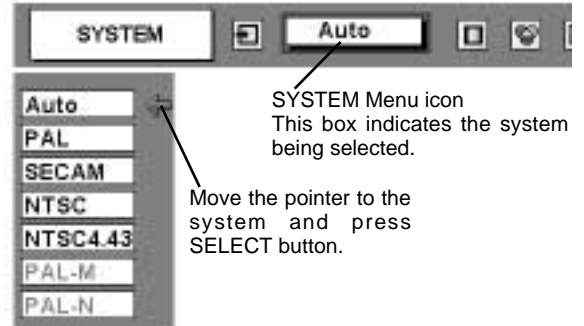 SYSTEM
Auto
SYSTEM Menu icon
This box indicates the system
being selected.
Auto
PAL
SECAM
NTSC
NTSC4.43
PAL-M
PAL-N
Move the pointer to the
system and press
SELECT button.